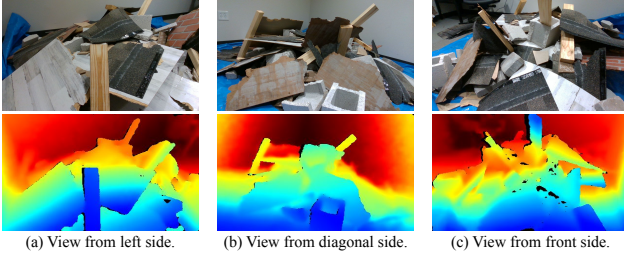 (a) View from left side.
(b) View from diagonal side.
(c) View from front side.